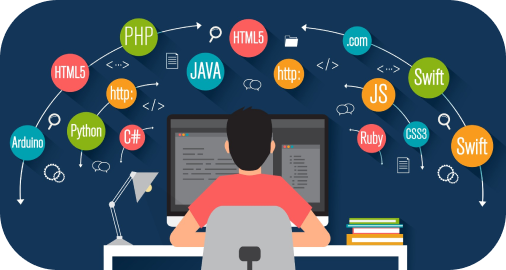 PHP
HTML5
.com
HTML5
JAVA
http:
Swift
<...>
</>
<...>
http:
JS
</>
Arduino
Python
C#
Ruby
CSS3
Swift